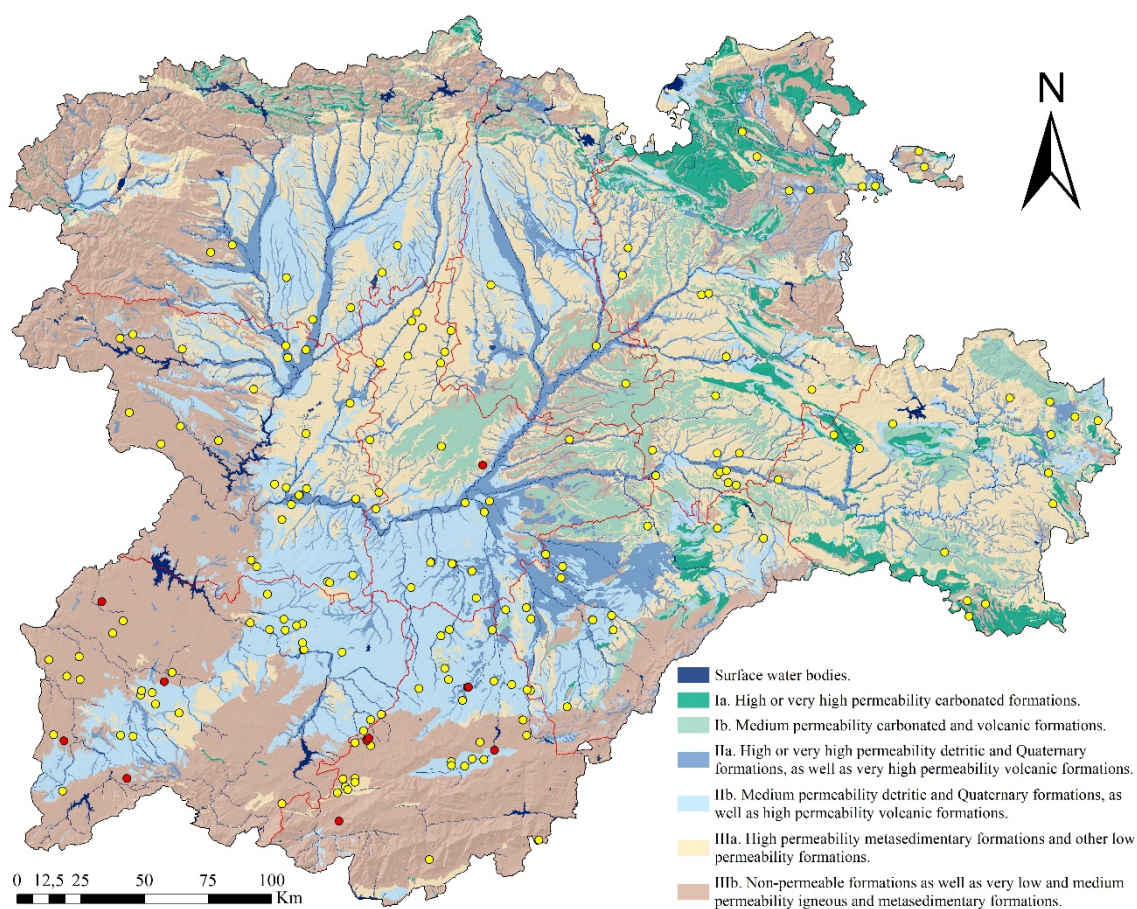 N
Surface water bodies.
Ia. High or very high permeability carbonated formations.
Ib. Medium permeability carbonated and volcanic formations.
IIa. High or very high permeability detritic and Quaternary
formations, as well as very high permeability volcanic formations.
IIb. Medium permeability detritic and Quaternary formations, as
well as high permeability volcanic formations.
IIIa. High permeability metasedimentary formations and other low
permeability formations.
IIIb. Non-permeable formations as well as very low and medium
permeability igneous and metasedimentary formations.
0 12,5 25 50 75 100
Km